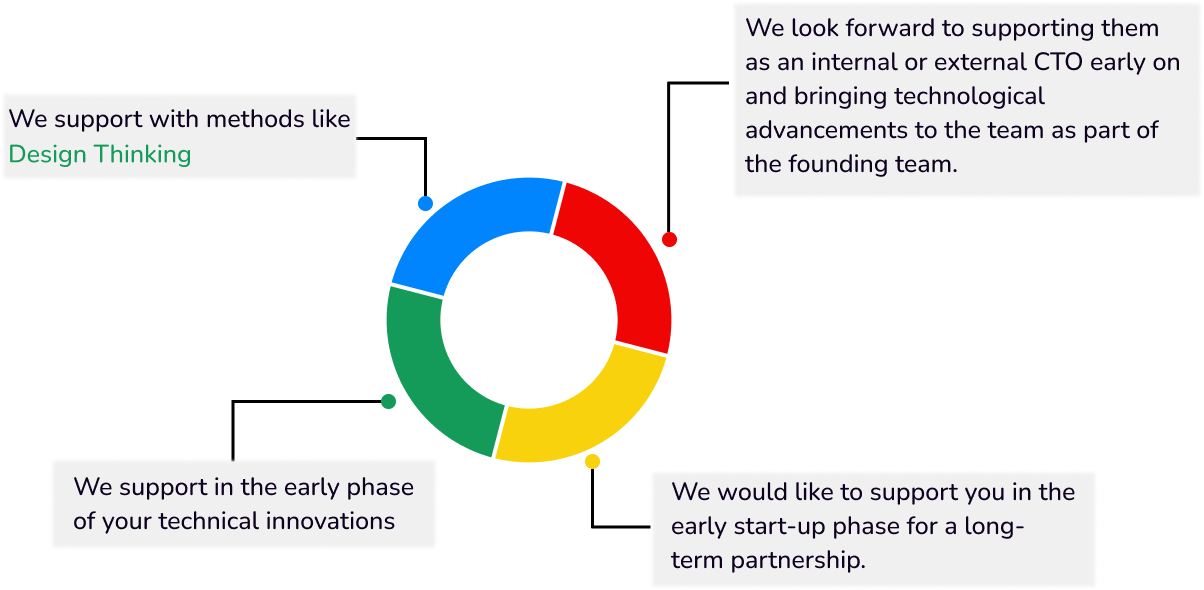 We look forward to supporting them
as an internal or external CTO early on
and bringing technological
advancements to the team as part of
the founding team.
We support with methods like
Design Thinking
We support in the early phase
of your technical innovations
We would like to support you in the
early start-up phase for a long-
term partnership.